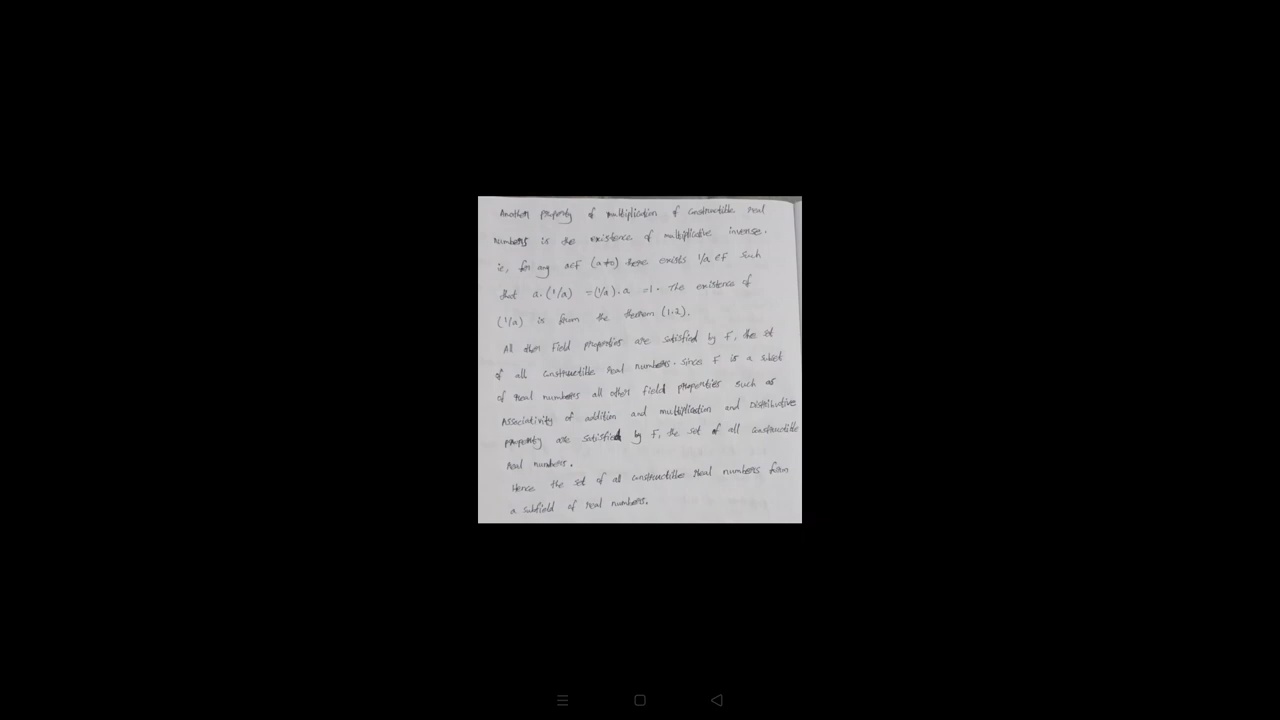 Another property of multiplication of constructible real
numbers is the existence of multiplicative inverse.
ie, for any a∈F (a≠0) there exists 1/a ∈F such
that a.(1/a) =(1/a).a =1. The existence of
(1/a) is from the theorem (1.2).
All other Field properties are satisfied by F, the set
of all constructible real numbers. Since F is a subset
of real numbers all other field properties such as
Associativity of addition and multiplication and Distributive
property are satisfied by F, the set of all constructible
real numbers.
Hence the set of all constructible real numbers form
a subfield of real numbers.